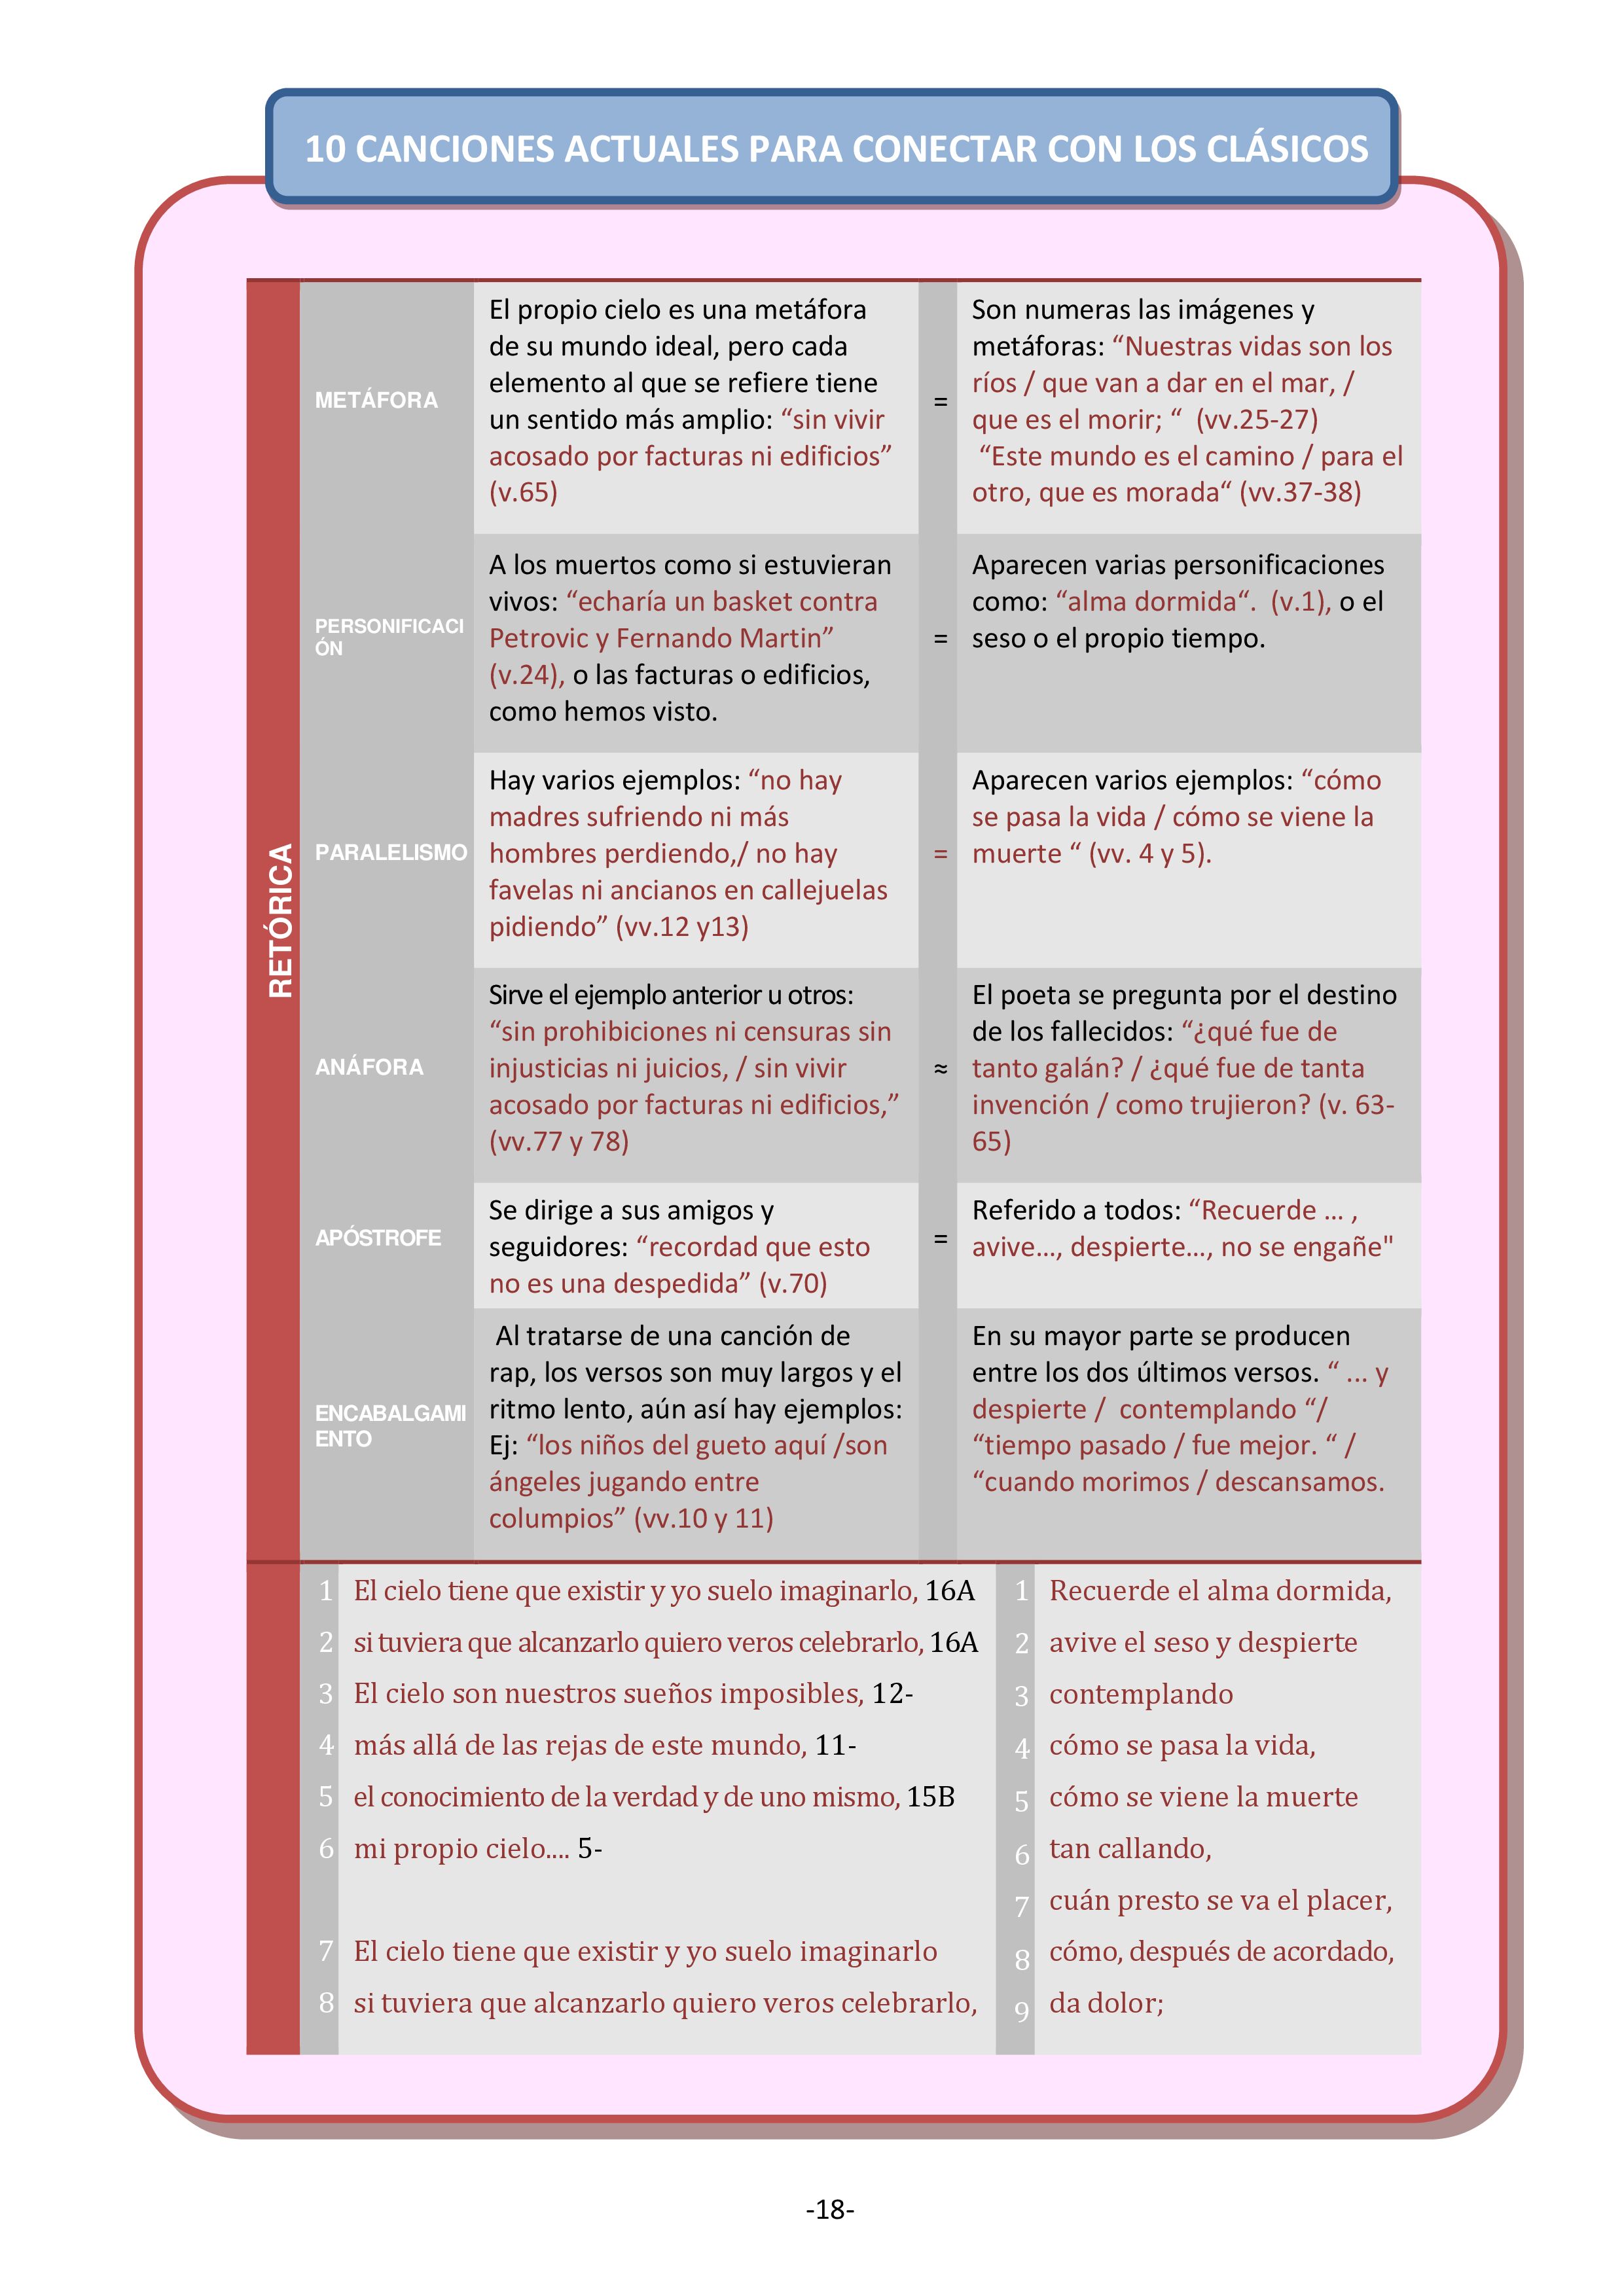 10 CANCIONES ACTUALES PARA CONECTAR CON LOS CLÁSICOS
RETÓRICA
METÁFORA
El propio cielo es una metáfora
de su mundo ideal, pero cada
elemento al que se refiere tiene
un sentido más amplio: “sin vivir
acosado por facturas ni edificios”
(v.65)
=
Son numeras las imágenes y
metáforas: “Nuestras vidas son los
ríos / que van a dar en el mar, /
que es el morir; “ (vv.25-27)
“Este mundo es el camino / para el
otro, que es morada“ (vv.37-38)
PERSONIFICACI
ÓN
A los muertos como si estuvieran
vivos: “echaría un basket contra
Petrovic y Fernando Martin”
(v.24), o las facturas o edificios,
como hemos visto.
=
Aparecen varias personificaciones
como: “alma dormida“. (v.1), o el
seso o el propio tiempo.
PARALELISMO
Hay varios ejemplos: “no hay
madres sufriendo ni más
hombres perdiendo,/ no hay
favelas ni ancianos en callejuelas
pidiendo” (vv.12 y13)
=
Aparecen varios ejemplos: “cómo
se pasa la vida / cómo se viene la
muerte “ (vv. 4 y 5).
ANÁFORA
Sirve el ejemplo anterior u otros:
“sin prohibiciones ni censuras sin
injusticias ni juicios, / sin vivir
acosado por facturas ni edificios,”
(vv.77 y 78)
≈
El poeta se pregunta por el destino
de los fallecidos: “¿qué fue de
tanto galán? / ¿qué fue de tanta
invención / como trujieron? (v. 63-
65)
APÓSTROFE
Se dirige a sus amigos y
seguidores: “recordad que esto
no es una despedida” (v.70)
=
Referido a todos: “Recuerde ... ,
avive..., despierte..., no se engañe"
ENCABALGAMI
ENTO
Al tratarse de una canción de
rap, los versos son muy largos y el
ritmo lento, aún así hay ejemplos:
Ej: “los niños del gueto aquí /son
ángeles jugando entre
columpios” (vv.10 y 11)
En su mayor parte se producen
entre los dos últimos versos. “ ... y
despierte / contemplando “/
“tiempo pasado / fue mejor. “ /
“cuando morimos / descansamos.
1 El cielo tiene que existir y yo suelo imaginarlo, 16A
2 si tuviera que alcanzarlo quiero veros celebrarlo, 16A
3 El cielo son nuestros sueños imposibles, 12-
4 más allá de las rejas de este mundo, 11-
5 el conocimiento de la verdad y de uno mismo, 15B
6 mi propio cielo.... 5-
7 El cielo tiene que existir y yo suelo imaginarlo
8 si tuviera que alcanzarlo quiero veros celebrarlo,
1 Recuerde el alma dormida,
2 avive el seso y despierte
3 contemplando
4 cómo se pasa la vida,
5 cómo se viene la muerte
6 tan callando,
7 cuán presto se va el placer,
8 cómo, después de acordado,
9 da dolor;
-18-